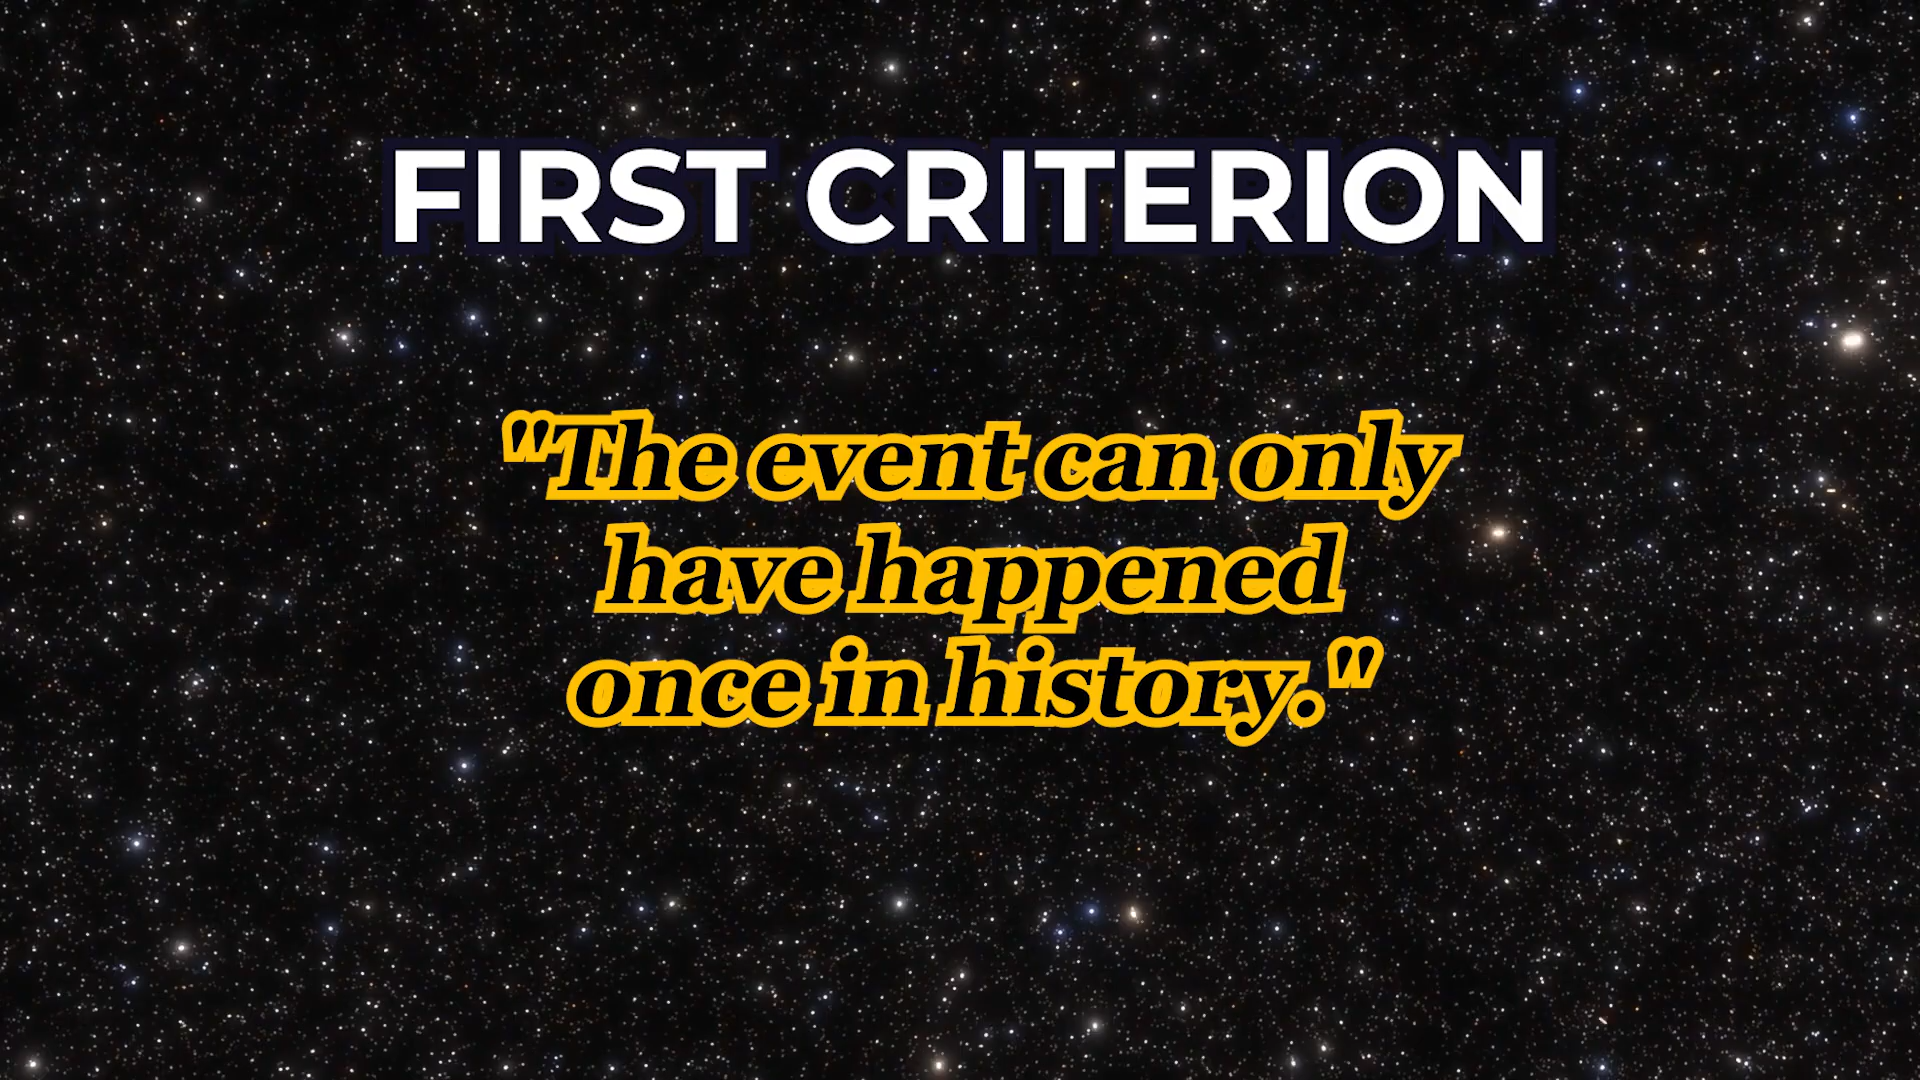 FIRST CRITERION
"The event can only
have happened
once in history."